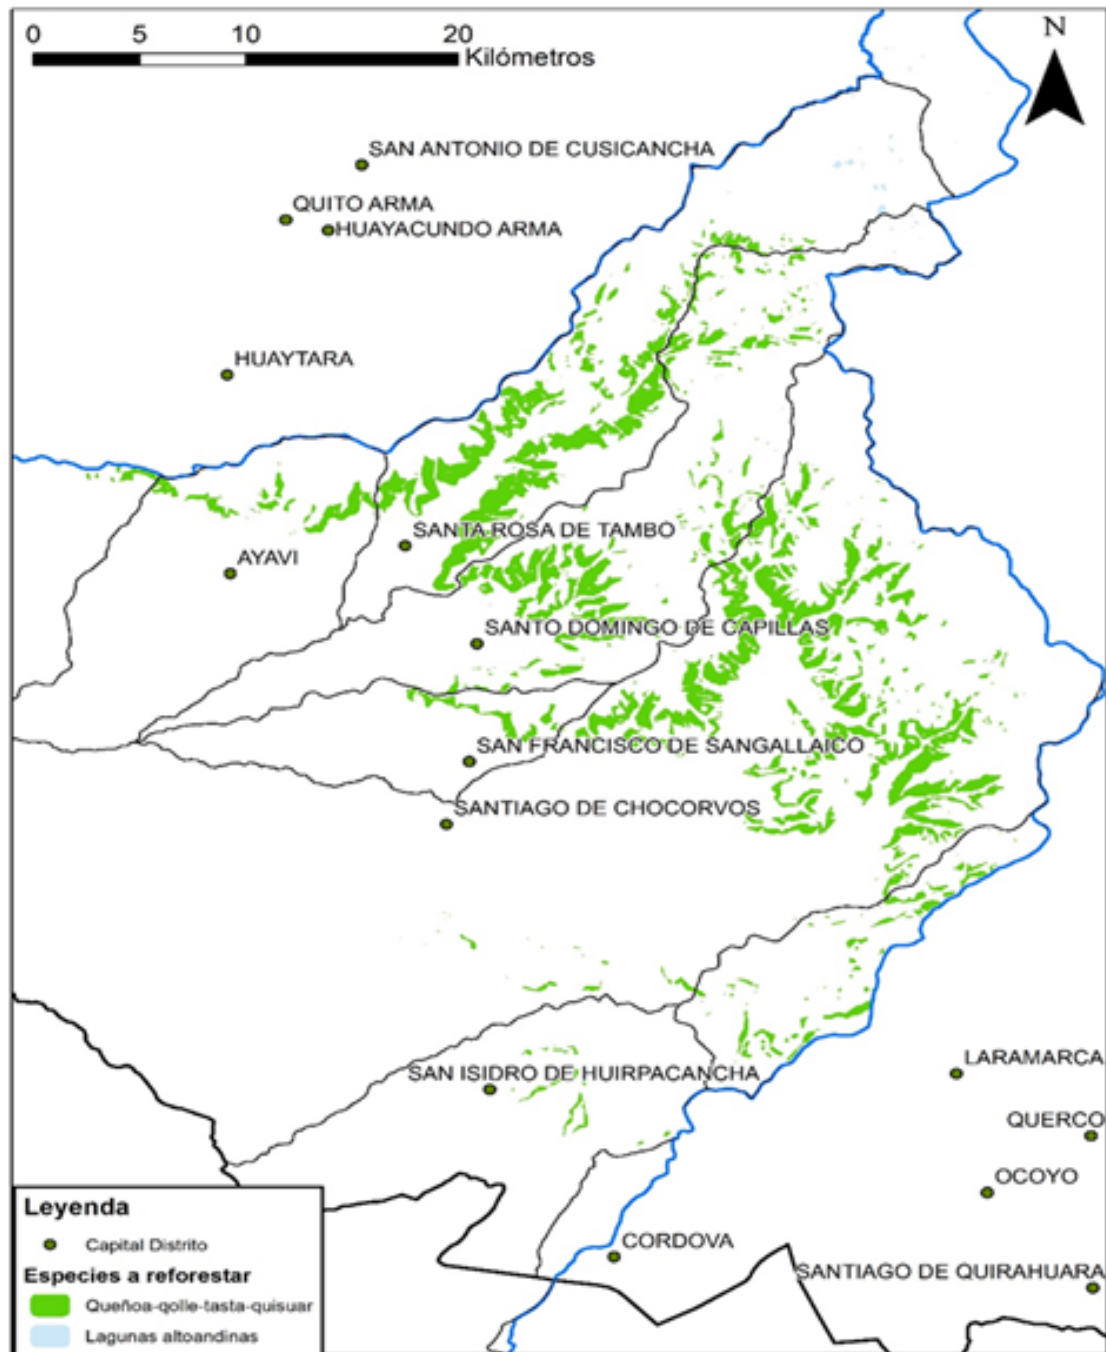 0 5 10 20
Kilómetros
N
SAN ANTONIO DE CUSICANCHA
QUITO ARMA
HUAYACUNDO ARMA
HUAYTARA
SANTA ROSA DE TAMBO
AYAVI
SANTO DOMINGO DE CAPILLAS
SAN FRANCISCO DE SANGALLAICO
SANTIAGO DE CHOCORVOS
LARAMARCA
SAN ISIDRO DE HUIRPACANCHA
QUERCO
OCOYO
CORDOVA
SANTIAGO DE QUIRAHUARA
Leyenda
Capital Distrito
Especies a reforestar
Queñoa-qolle-tasta-quisuar
Lagunas altoandinas